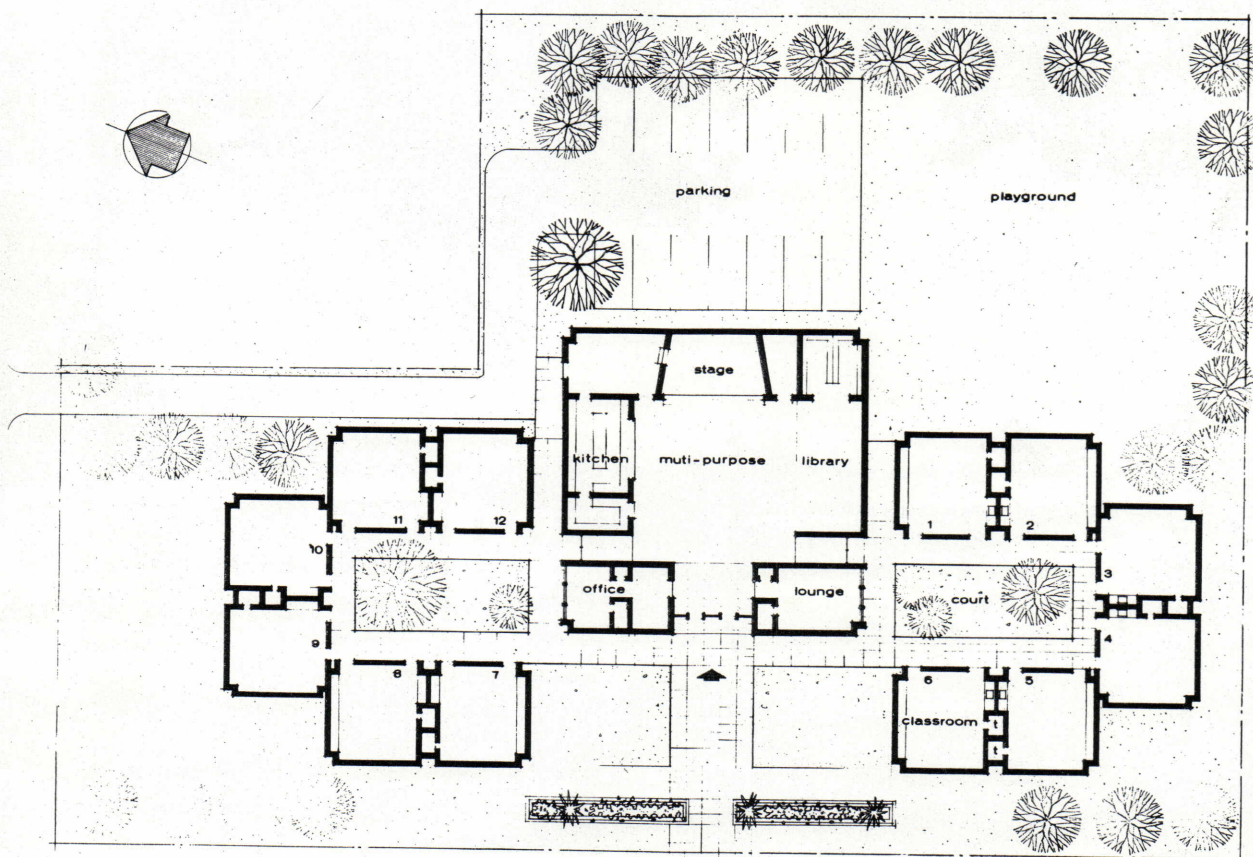 parking
playground
stage
kitchen
muti-purpose
library
11
12
1
2
10
3
office
lounge
court
9
4
8
7
6
5
classroom
t
t